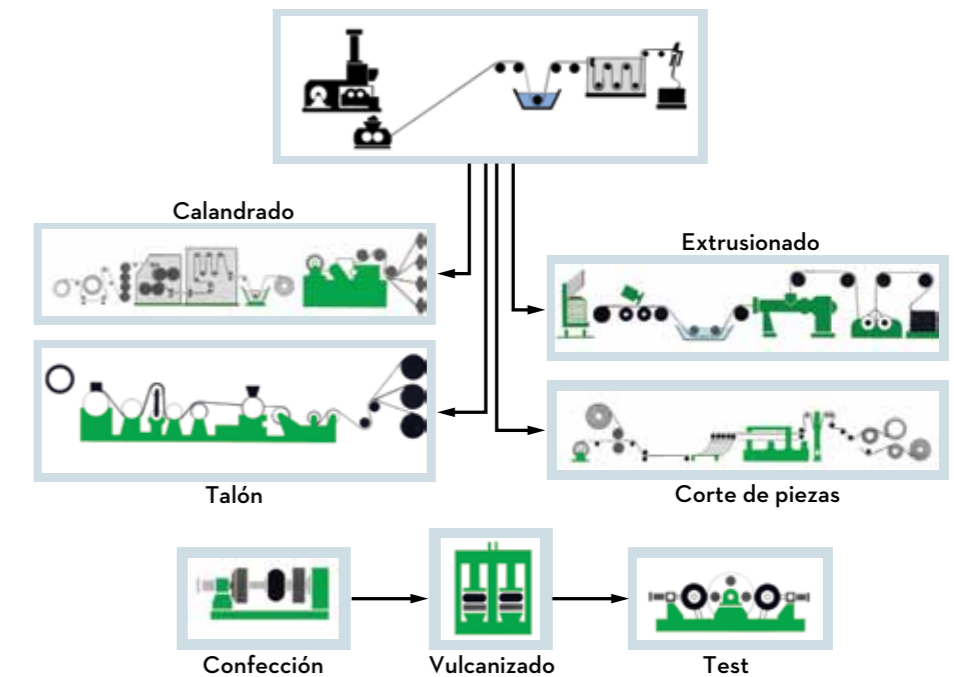 Calandrado
Extrusionado
Talón
Corte de piezas
Confección
Vulcanizado
Test